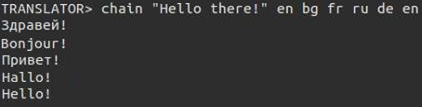 TRANSLATOR> chain "Hello there!" en bg fr ru de en
Здравей!
Bonjour!
Привет!
Hallo!
Hello!